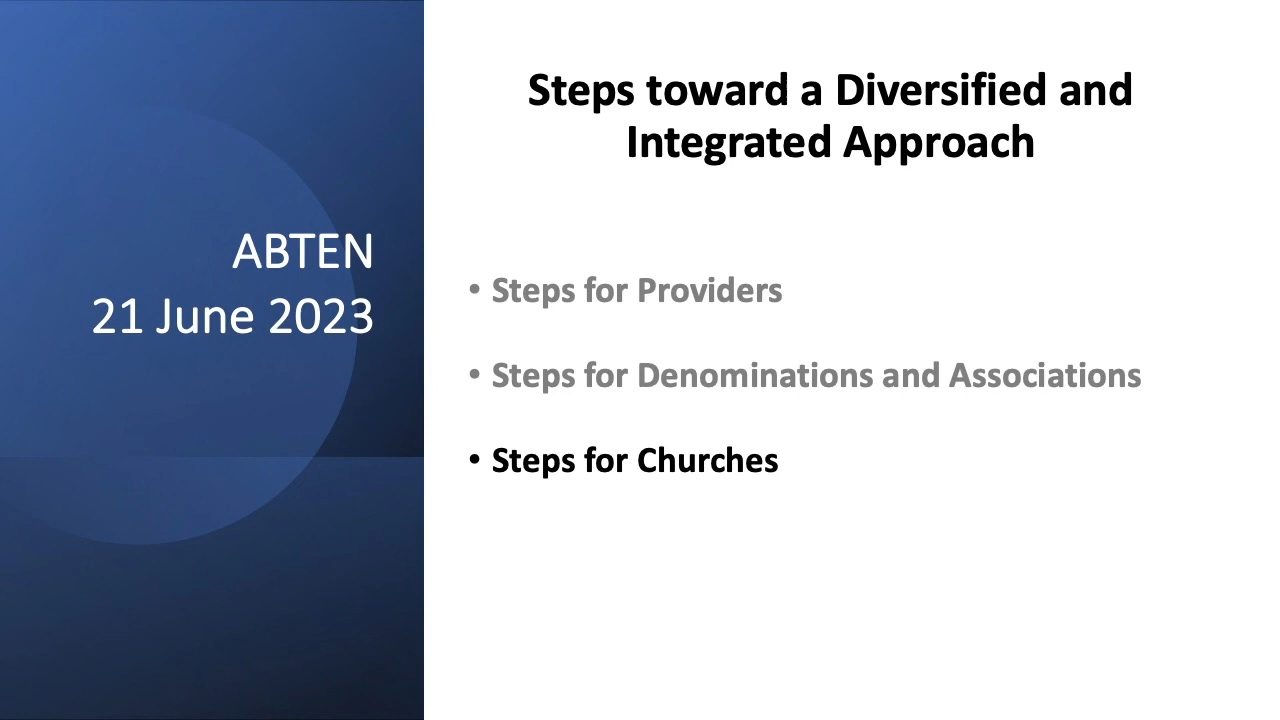 ABTEN
21 June 2023
Steps toward a Diversified and
Integrated Approach
• Steps for Providers
• Steps for Denominations and Associations
• Steps for Churches